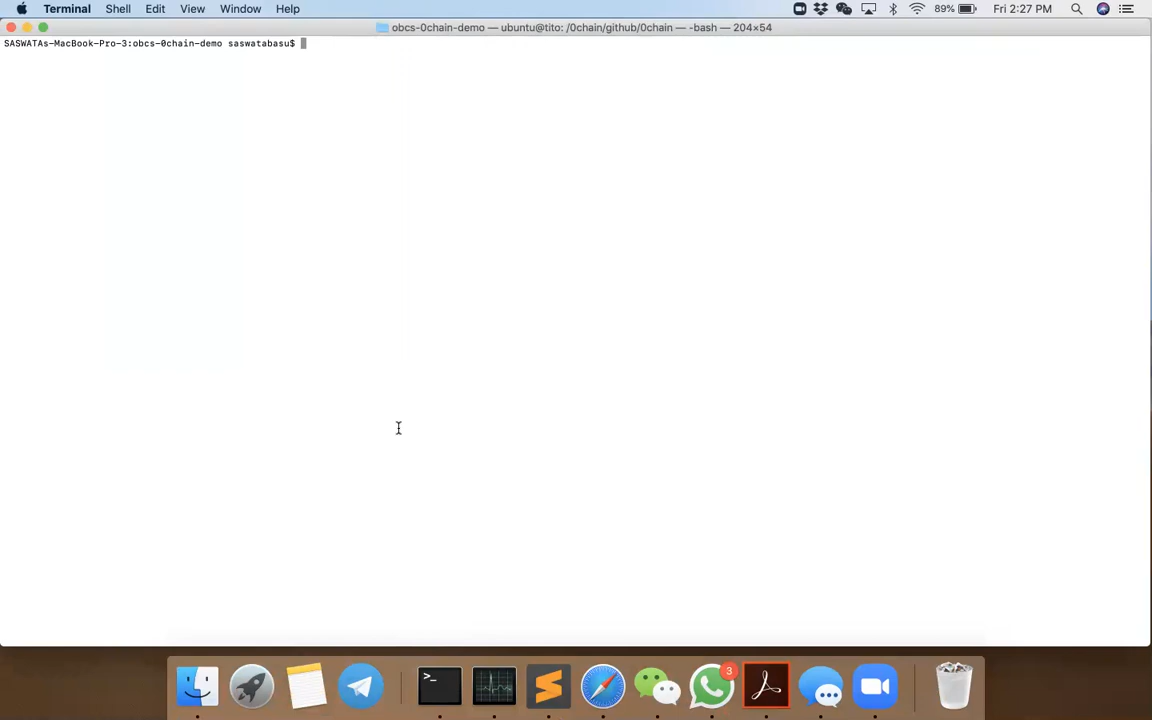 Terminal Shell Edit View Window Help 89% Fri 2:27 PM
obcs-0chain-demo — ubuntu@tito: /0chain/github/0chain — -bash — 204×54
SASWATAs-MacBook-Pro-3:obcs-0chain-demo saswatabasu$
>_
3